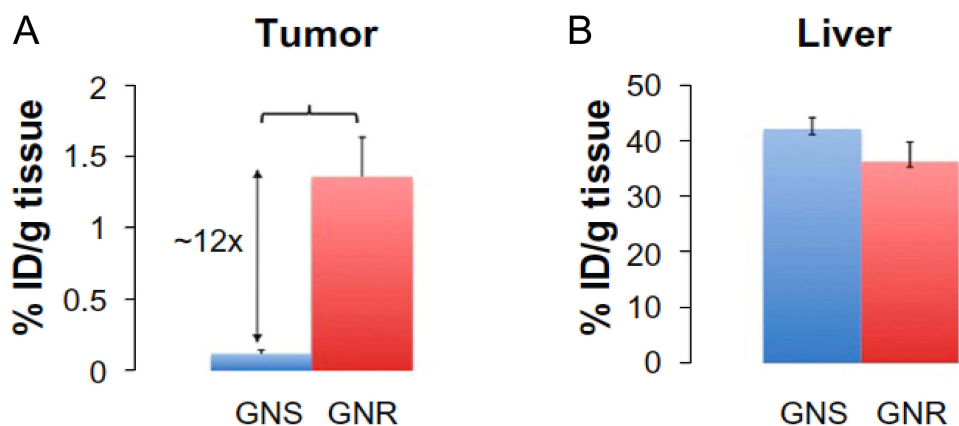 A
Tumor
% ID/g tissue
2
1.5
1
0.5
0
~12x
GNS GNR
B
Liver
% ID/g tissue
50
40
30
20
10
0
GNS GNR